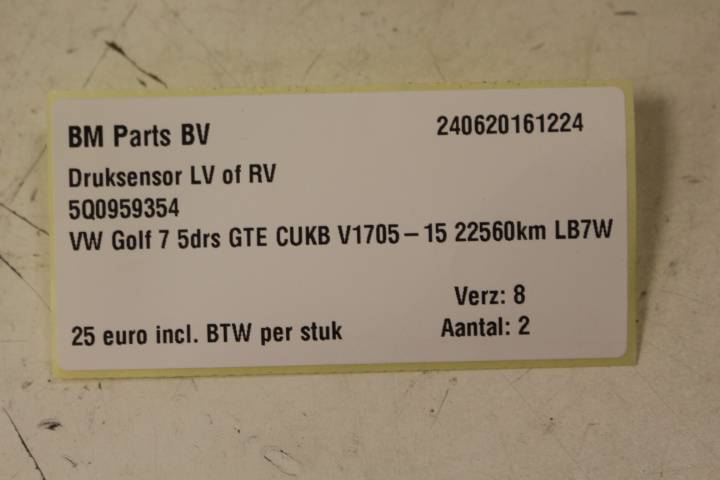 BM Parts BV 240620161224
Druksensor LV of RV
5Q0959354
VW Golf 7 5drs GTE CUKB V1705-15 22560km LB7W
Verz: 8
25 euro incl. BTW per stuk Aantal: 2